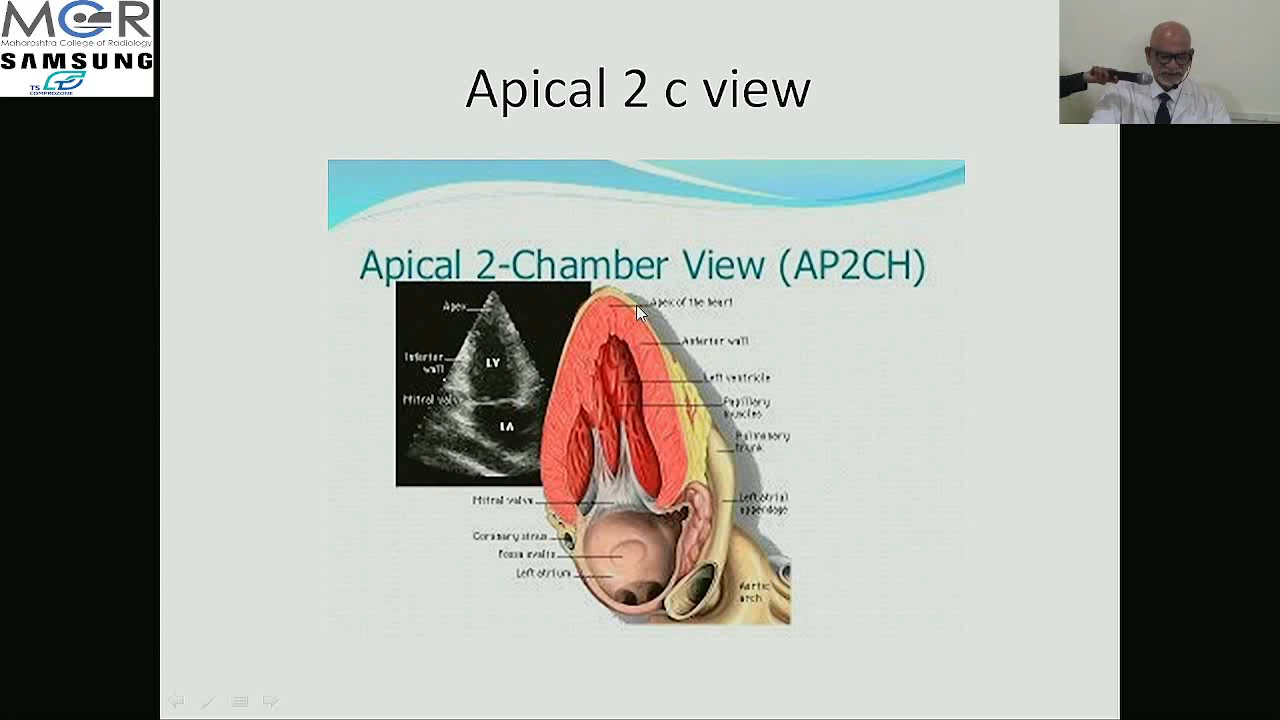 MCR
Maharashtra College of Radiology
SAMSUNG
TS
COMPROZONE
Apical 2 c view
Apical 2-Chamber View (AP2CH)
Apex
Inferior
wall
Mitral valve
LV
LA
Apex of the heart
Anterior wall
Left ventricle
Papillary
muscles
Pulmonary
trunk
Left atrial
appendage
Mitral valve
Coronary sinus
Fossa ovalis
Left atrium
Aortic
arch